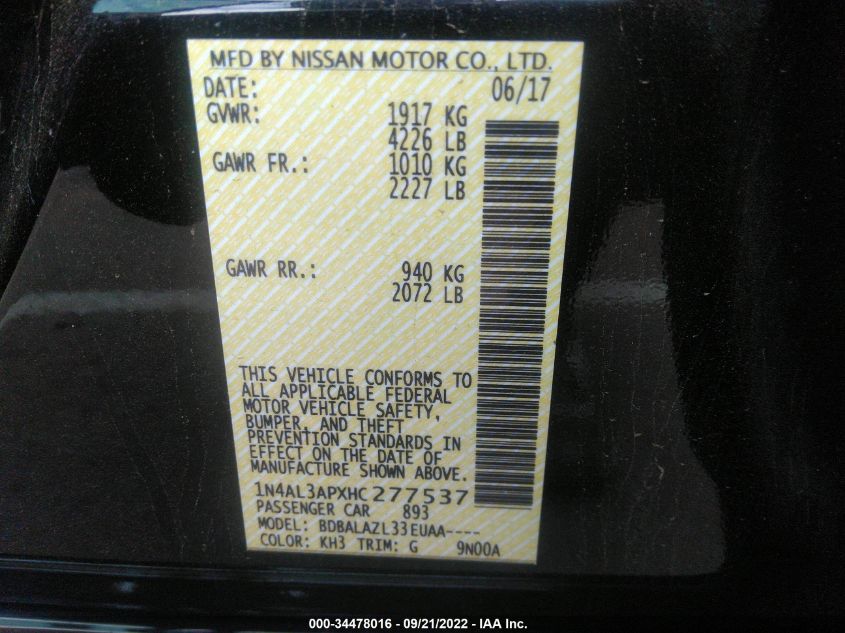 MFD BY NISSAN MOTOR CO., LTD.
DATE: 06/17
GVWR: 1917 KG
4226 LB
GAWR FR.: 1010 KG
2227 LB
GAWR RR.: 940 KG
2072 LB
THIS VEHICLE CONFORMS TO
ALL APPLICABLE FEDERAL
MOTOR VEHICLE SAFETY,
BUMPER, AND THEFT
PREVENTION STANDARDS IN
EFFECT ON THE DATE OF
MANUFACTURE SHOWN ABOVE.
1N4AL3APXHC277537
PASSENGER CAR 893
MODEL: BDBALAZL33EUAA----
COLOR: KH3 TRIM: G 9N00A
000-34478016 - 09/21/2022 - IAA Inc.